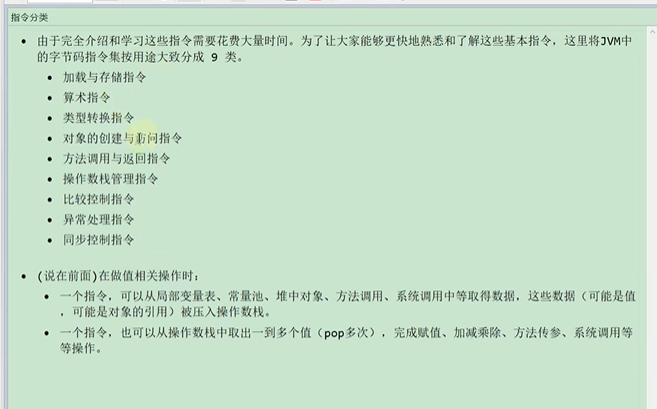 指令分类
由于完全介绍和学习这些指令需要花费大量时间。为了让大家能够更快地熟悉和了解这些基本指令，这里将JVM中
的字节码指令集按用途大致分成 9 类。
加载与存储指令
算术指令
类型转换指令
对象的创建与访问指令
方法调用与返回指令
操作数栈管理指令
比较控制指令
异常处理指令
同步控制指令
(说在前面)在做值相关操作时：
一个指令，可以从局部变量表、常量池、堆中对象、方法调用、系统调用中等取得数据，这些数据（可能是值
，可能是对象的引用）被压入操作数栈。
一个指令，也可以从操作数栈中取出一到多个值（pop多次），完成赋值、加减乘除、方法传参、系统调用等
等操作。